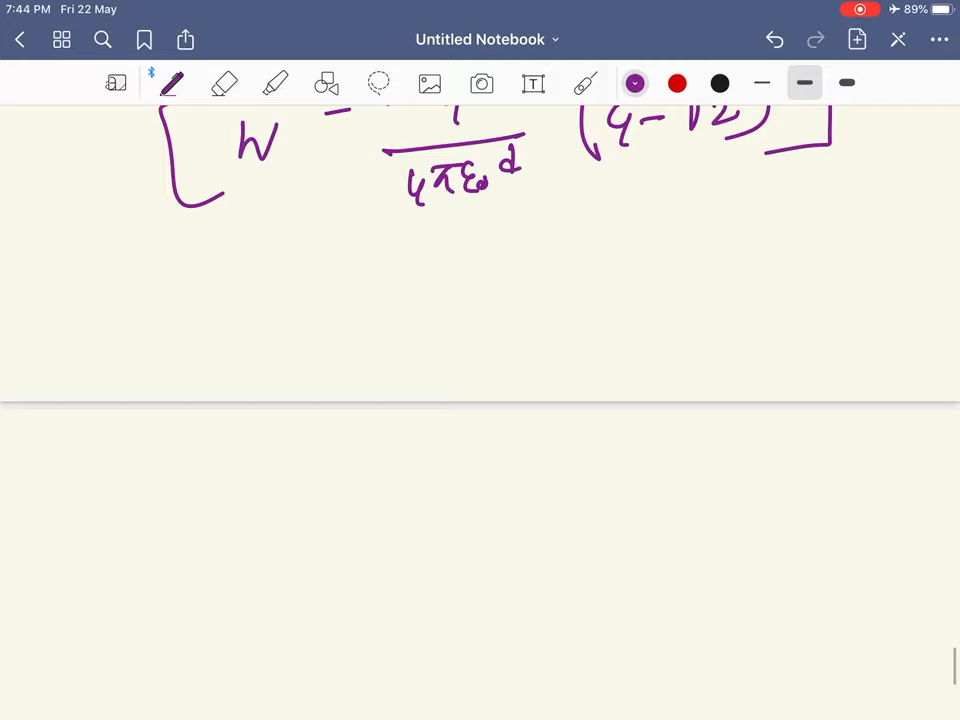 7:44 PM Fri 22 May 89%
Untitled Notebook
W = (4 - √2)
4πε₀d